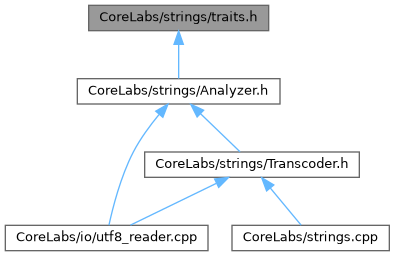 CoreLabs/strings/traits.h
CoreLabs/strings/Analyzer.h
CoreLabs/strings/Transcoder.h
CoreLabs/io/utf8_reader.cpp
CoreLabs/strings.cpp